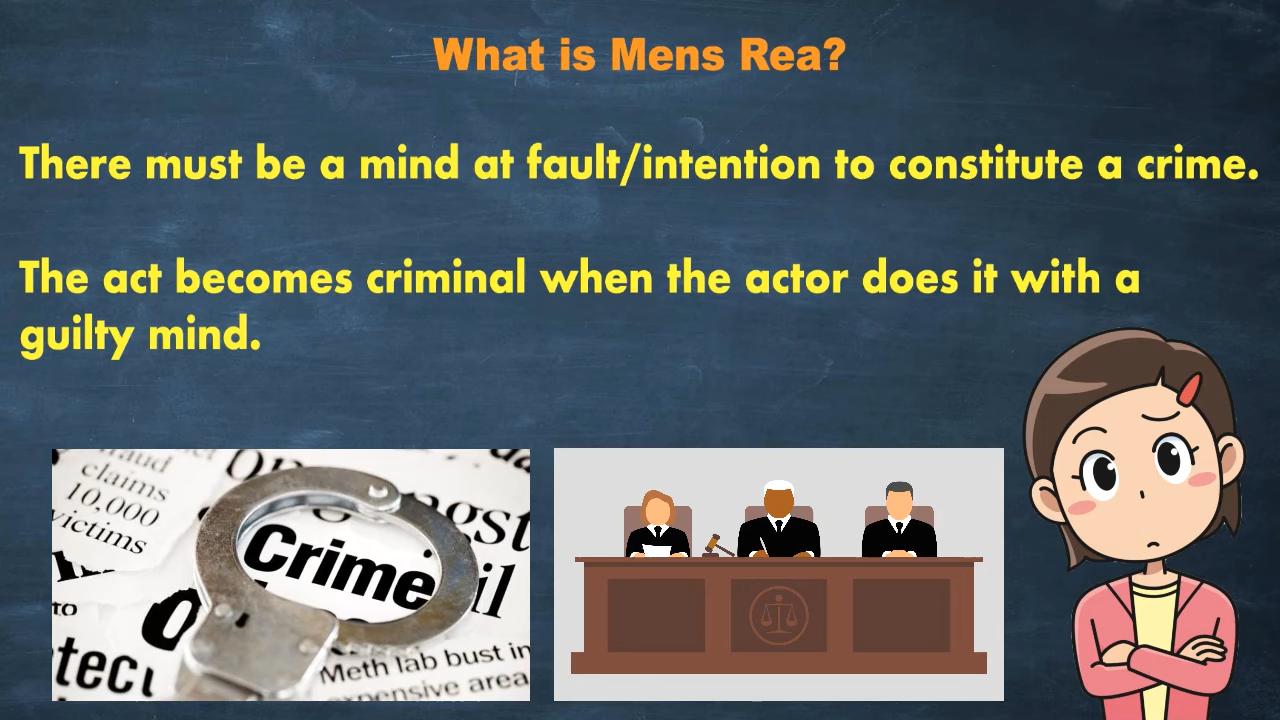 What is Mens Rea?
There must be a mind at fault/intention to constitute a crime.
The act becomes criminal when the actor does it with a
guilty mind.
claims
10,000
victims
Crime
to
Meth lab bust in